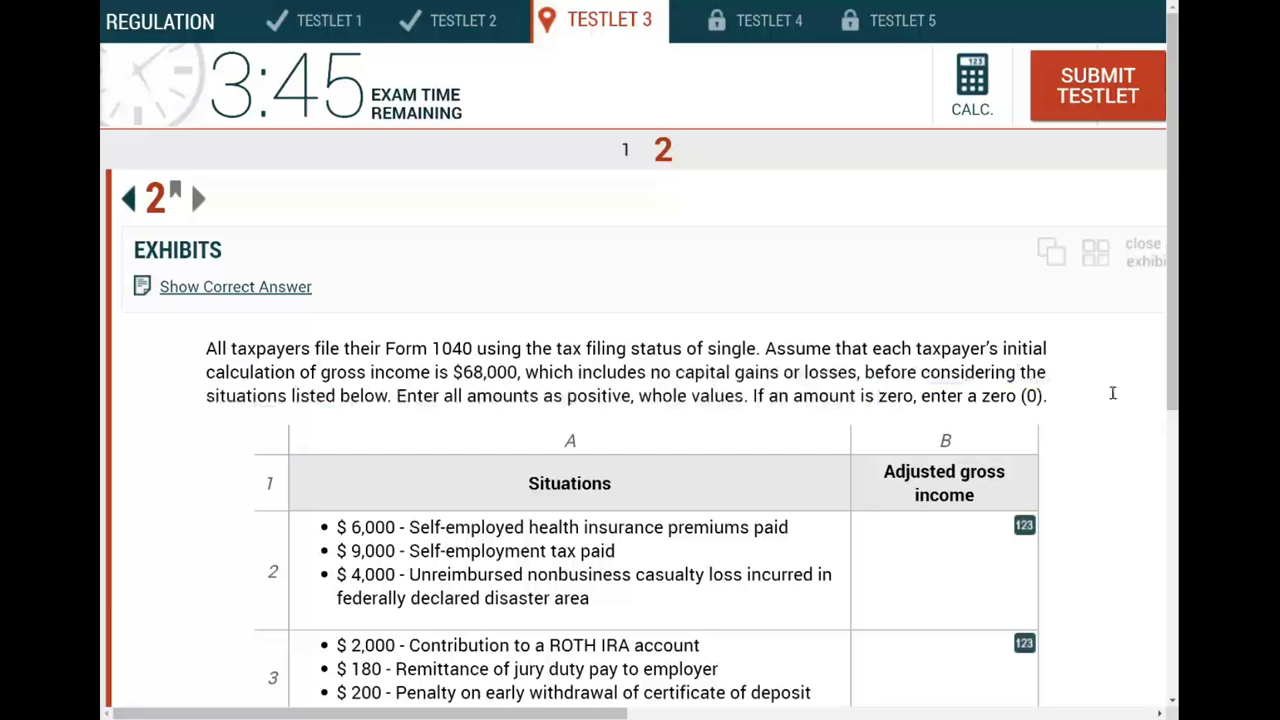 REGULATION
TESTLET 1
TESTLET 2
TESTLET 3
TESTLET 4
TESTLET 5
3:45
EXAM TIME
REMAINING
123
CALC.
SUBMIT
TESTLET
1 2
2
EXHIBITS
close
exhibi
Show Correct Answer
All taxpayers file their Form 1040 using the tax filing status of single. Assume that each taxpayer's initial
calculation of gross income is $68,000, which includes no capital gains or losses, before considering the
situations listed below. Enter all amounts as positive, whole values. If an amount is zero, enter a zero (0).
A B
1 Situations Adjusted gross
income
• $ 6,000 - Self-employed health insurance premiums paid 123
• $ 9,000 - Self-employment tax paid
2 • $ 4,000 - Unreimbursed nonbusiness casualty loss incurred in
federally declared disaster area
• $ 2,000 - Contribution to a ROTH IRA account 123
• $ 180 - Remittance of jury duty pay to employer
3 • $ 200 - Penalty on early withdrawal of certificate of deposit